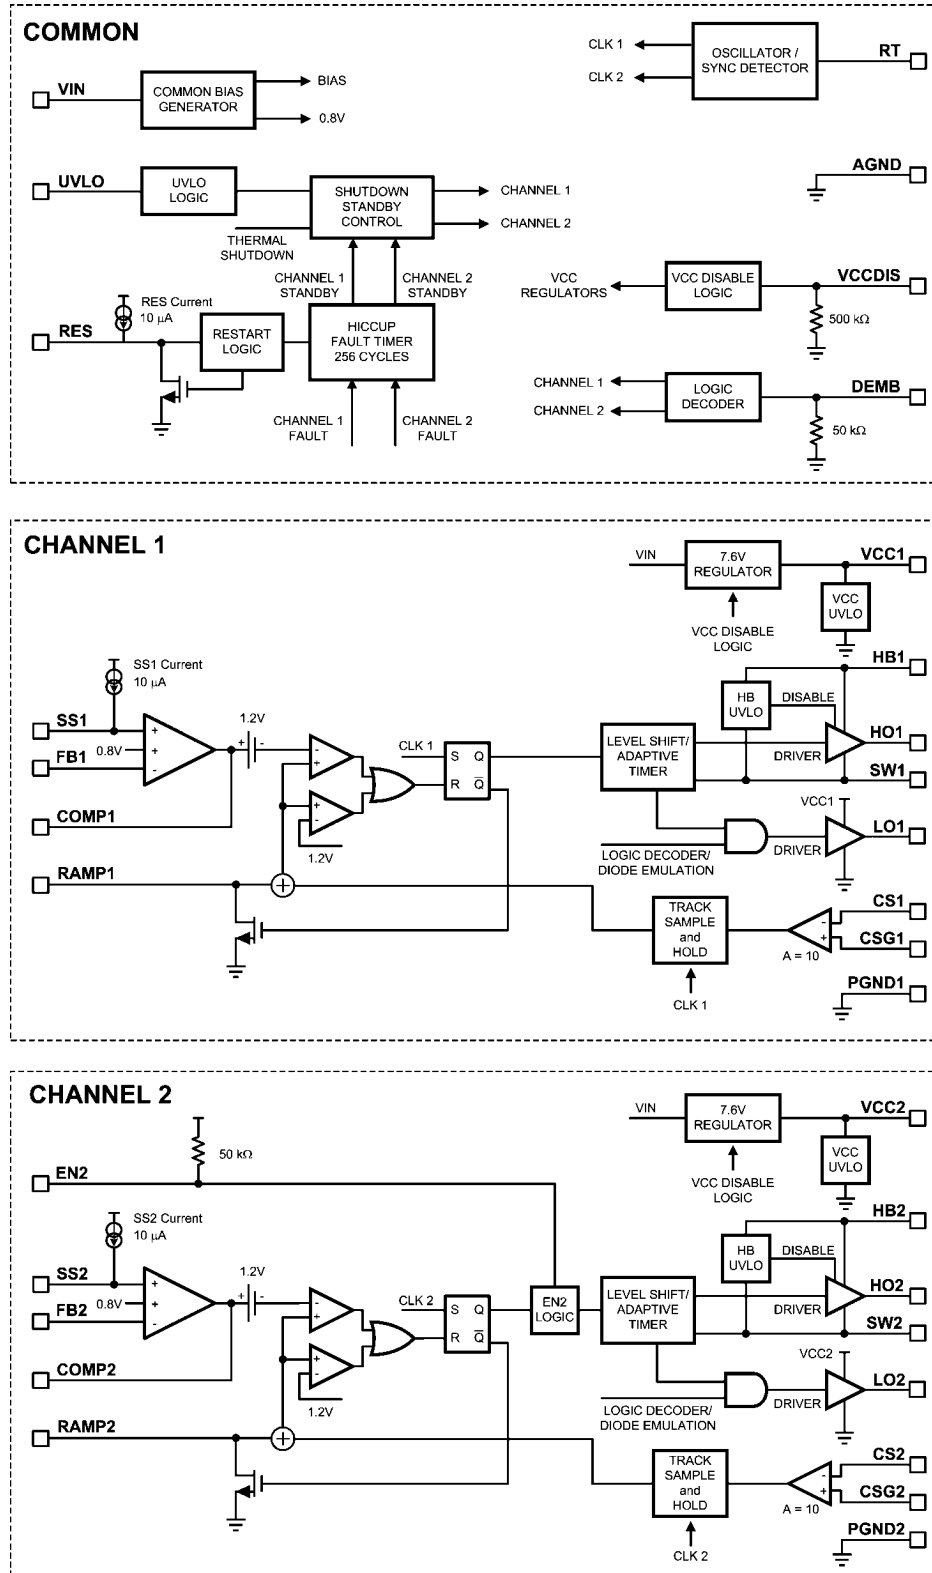 COMMON
VIN
COMMON BIAS
GENERATOR
BIAS
0.8V
CLK 1
CLK 2
OSCILLATOR /
SYNC DETECTOR
RT
UVLO
UVLO
LOGIC
SHUTDOWN
STANDBY
CONTROL
CHANNEL 1
CHANNEL 2
THERMAL
SHUTDOWN
AGND
CHANNEL 1
STANDBY
CHANNEL 2
STANDBY
RES
RES Current
10 µA
RESTART
LOGIC
HICCUP
FAULT TIMER
256 CYCLES
CHANNEL 1
FAULT
CHANNEL 2
FAULT
VCC
REGULATORS
VCC DISABLE
LOGIC
VCCDIS
500 kΩ
CHANNEL 1
CHANNEL 2
LOGIC
DECODER
DEMB
50 kΩ
CHANNEL 1
VIN
7.6V
REGULATOR
VCC1
VCC
UVLO
VCC DISABLE
LOGIC
SS1 Current
10 µA
SS1
FB1
0.8V
+
+
-
1.2V
+ -
-
+
+
-
1.2V
COMP1
RAMP1
+
CLK 1
S Q
R Q̅
LEVEL SHIFT/
ADAPTIVE
TIMER
HB
UVLO
DISABLE
DRIVER
HB1
HO1
SW1
VCC1
DRIVER
LO1
LOGIC DECODER/
DIODE EMULATION
TRACK
SAMPLE
and
HOLD
CLK 1
-
+
A = 10
CS1
CSG1
PGND1
CHANNEL 2
EN2
50 kΩ
VIN
7.6V
REGULATOR
VCC2
VCC
UVLO
VCC DISABLE
LOGIC
SS2 Current
10 µA
SS2
FB2
0.8V
+
+
-
1.2V
+ -
-
+
+
-
1.2V
COMP2
RAMP2
+
CLK 2
S Q
R Q̅
EN2
LOGIC
LEVEL SHIFT/
ADAPTIVE
TIMER
HB
UVLO
DISABLE
DRIVER
HB2
HO2
SW2
VCC2
DRIVER
LO2
LOGIC DECODER/
DIODE EMULATION
TRACK
SAMPLE
and
HOLD
CLK 2
-
+
A = 10
CS2
CSG2
PGND2